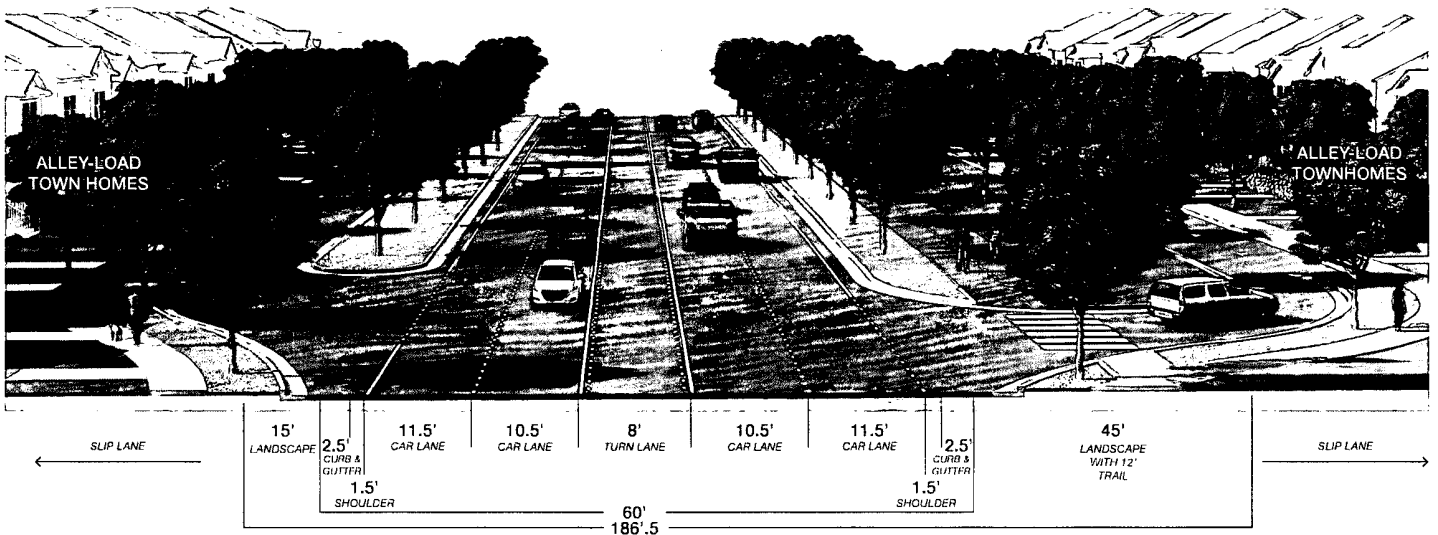 ALLEY-LOAD
TOWN HOMES
ALLEY-LOAD
TOWNHOMES
SLIP LANE
15'
LANDSCAPE
2.5'
CURB &
GUTTER
1.5'
SHOULDER
11.5'
CAR LANE
10.5'
CAR LANE
8'
TURN LANE
10.5'
CAR LANE
11.5'
CAR LANE
2.5'
CURB &
GUTTER
1.5'
SHOULDER
45'
LANDSCAPE
WITH 12'
TRAIL
SLIP LANE
60'
186'.5